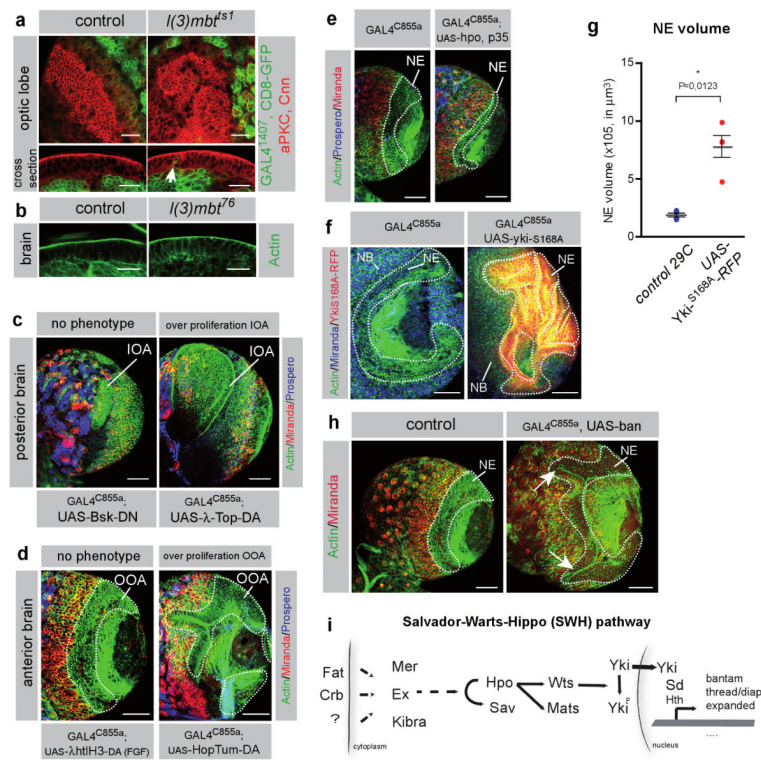 a
control
l(3)mbt^ts1
optic lobe
cross section
GAL4^1407, CD8-GFP
aPKC, Cnn
b
control
l(3)mbt^76
brain
Actin
c
no phenotype
over proliferation IOA
IOA
IOA
posterior brain
Actin/Miranda/Prospero
GAL4^C855a;
UAS-Bsk-DN
GAL4^C855a;
UAS-λ-Top-DA
d
no phenotype
over proliferation OOA
OOA
OOA
anterior brain
Actin/Miranda/Prospero
GAL4^C855a;
UAS-λhtlH3-DA (FGF)
GAL4^C855a;
UAS-HopTum-DA
e
GAL4^C855a
GAL4^C855a;
UAS-hpo, p35
NE
NE
Actin/Prospero/Miranda
f
GAL4^C855a
GAL4^C855a
UAS-yki-S168A
NB
NE
NE
NB
Actin/Miranda/YkiS168A-RFP
g
NE volume
*
P=0,0123
NE volume (x105, in μm³)
15
10
5
0
control 29C
UAS-
Yki-^S168A-RFP
h
control
GAL4^C855a, UAS-ban
NE
NE
Actin/Miranda
i
Salvador-Warts-Hippo (SWH) pathway
Fat
Crb
?
Mer
Ex
Kibra
Hpo
Sav
Wts
Mats
Yki
Yki^P
Yki
Sd
Hth
bantam
thread/diap
expanded
....
cytoplasm
nucleus